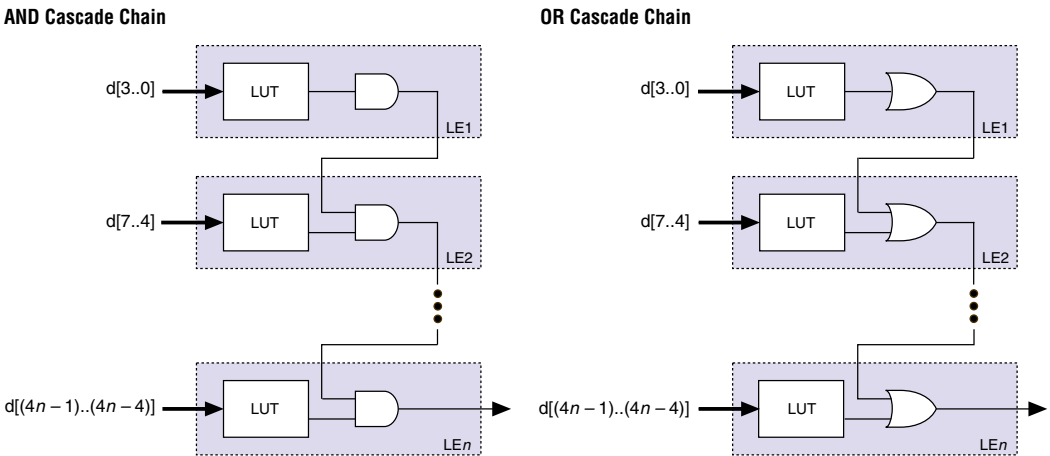 AND Cascade Chain
d[3..0]
LUT
LE1
d[7..4]
LUT
LE2
d[(4n – 1)..(4n – 4)]
LUT
LEn
OR Cascade Chain
d[3..0]
LUT
LE1
d[7..4]
LUT
LE2
d[(4n – 1)..(4n – 4)]
LUT
LEn